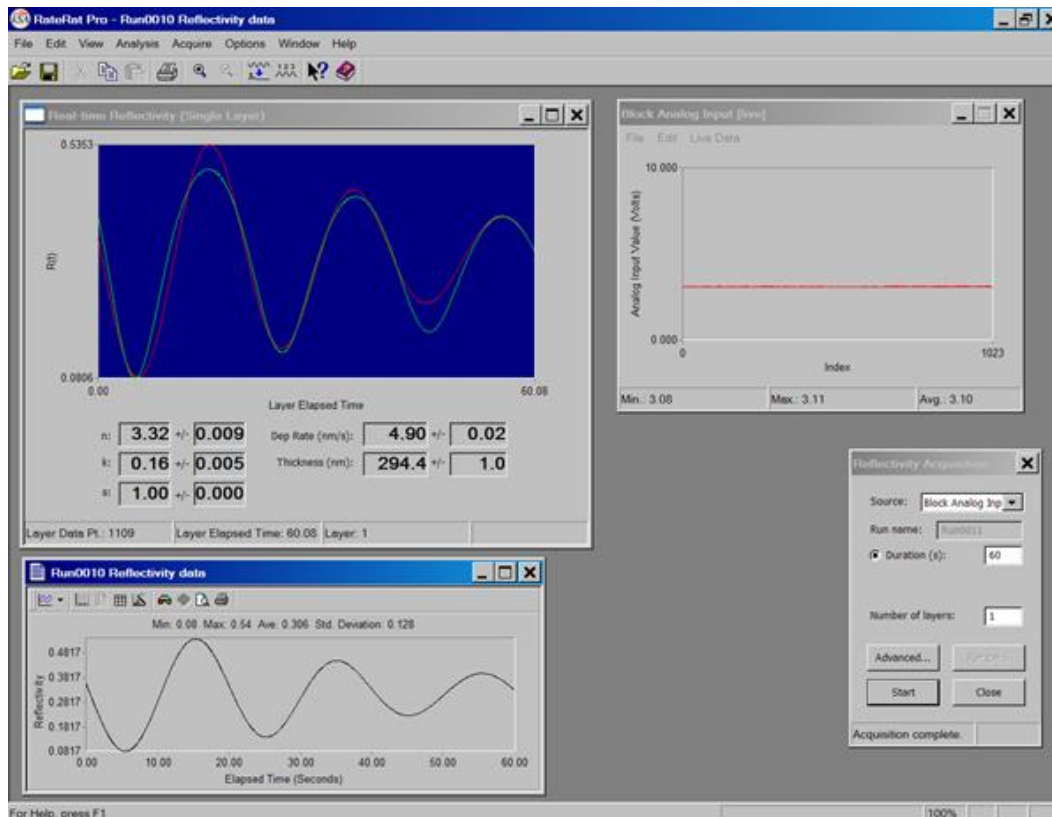 RateRat Pro - Run0010 Reflectivity data
File Edit View Analysis Acquire Options Window Help
Real-time Reflectivity (Single Layer)
0.5353
R(t)
0.0806
0.00
60.08
Layer Elapsed Time
n: 3.32 +/- 0.009 Dep Rate (nm/s): 4.90 +/- 0.02
k: 0.16 +/- 0.005 Thickness (nm): 294.4 +/- 1.0
1.00 +/- 0.000
Layer Data Pt.: 1109 Layer Elapsed Time: 60.08 Layer: 1
Block Analog Input [live]
File Edit Live Data
10.000
Analog Input Value (Volts)
0.000
0
1023
Index
Min.: 3.08 Max.: 3.11 Avg.: 3.10
Reflectivity Acquisition
Source: Block Analog Inp
Run name: Run0011
Duration (s): 60
Number of layers: 1
Advanced...
Start Close
Acquisition complete.
Run0010 Reflectivity data
Min: 0.08 Max: 0.54 Ave: 0.306 Std. Deviation: 0.128
0.4817
0.3817
0.2817
0.1817
0.0817
Reflectivity
0.00 10.00 20.00 30.00 40.00 50.00 60.00
Elapsed Time (Seconds)
For Help, press F1
100%